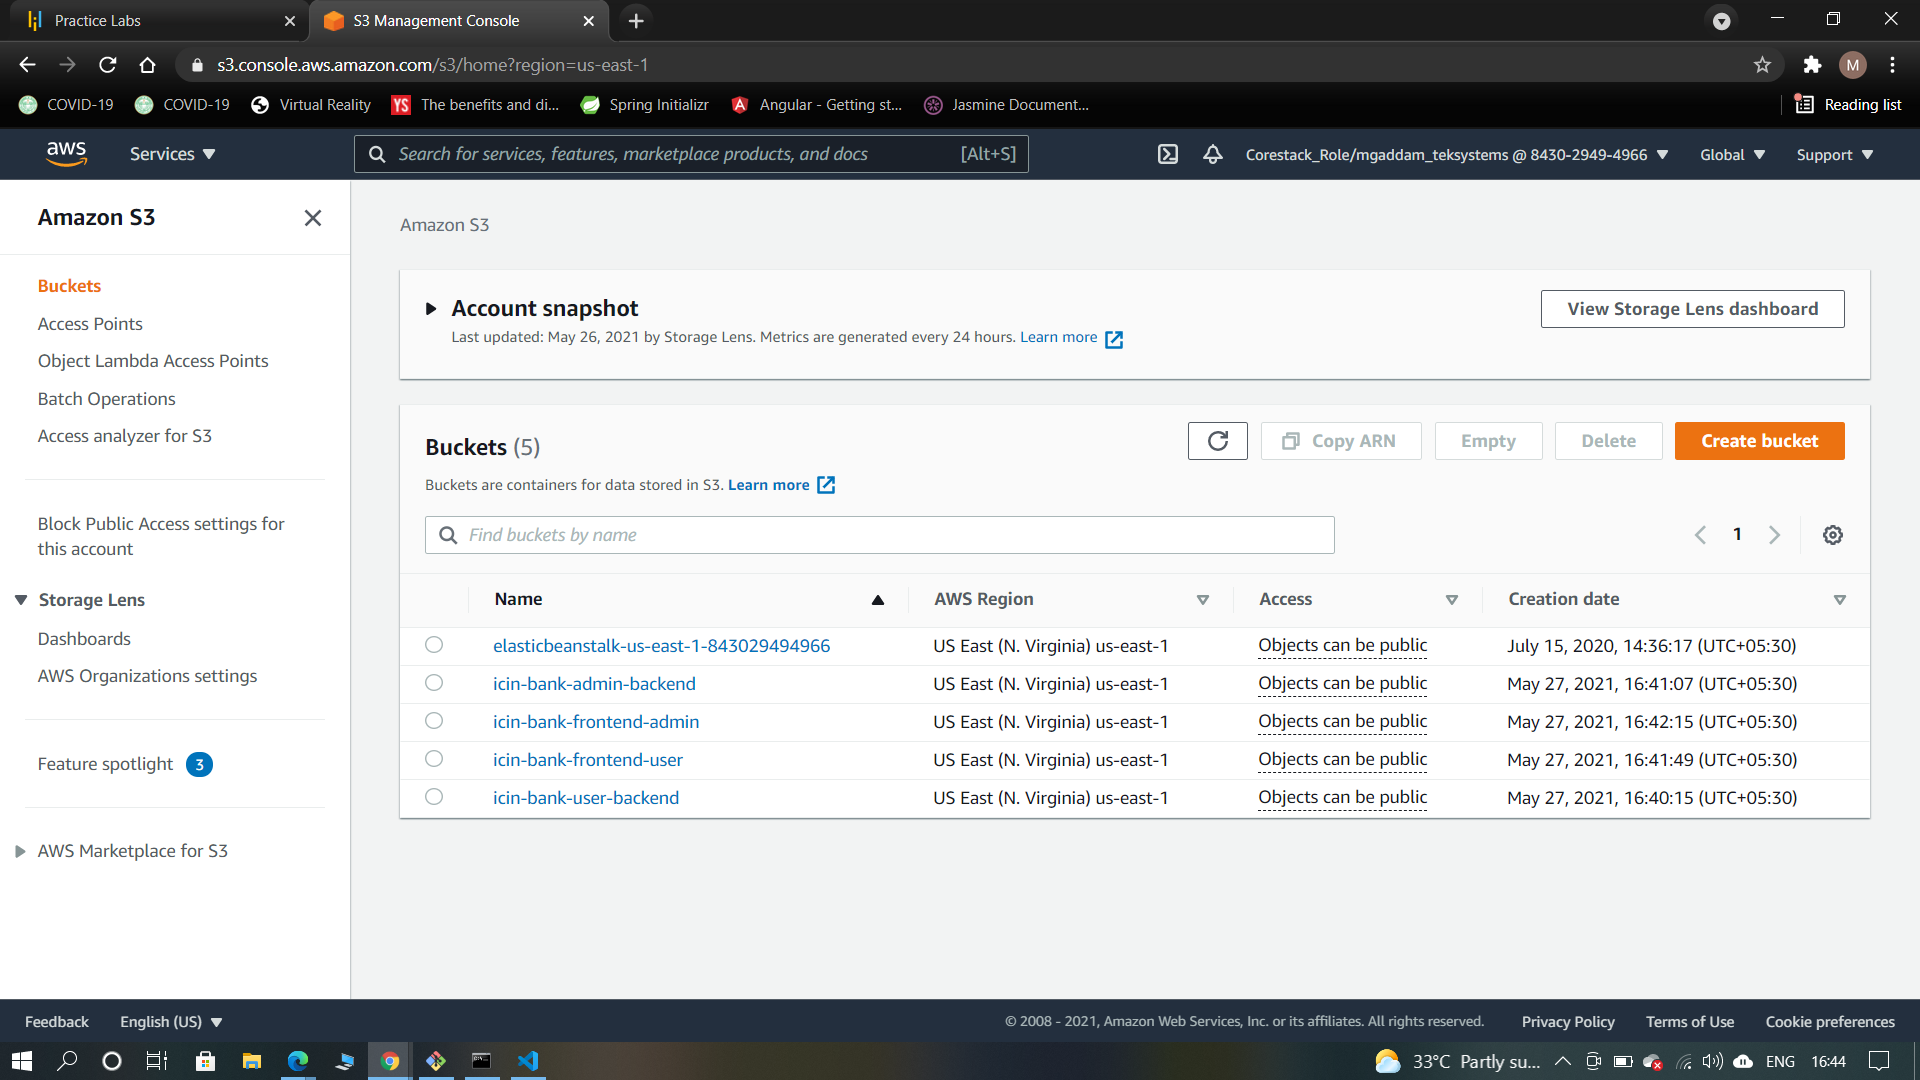 Practice Labs
S3 Management Console
s3.console.aws.amazon.com/s3/home?region=us-east-1
M
COVID-19
COVID-19
Virtual Reality
YS
The benefits and di...
Spring Initializr
Angular - Getting st...
Jasmine Document...
Reading list
aws
Services
Search for services, features, marketplace products, and docs
[Alt+S]
Corestack_Role/mgaddam_teksystems @ 8430-2949-4966
Global
Support
Amazon S3
Buckets
Access Points
Object Lambda Access Points
Batch Operations
Access analyzer for S3
Block Public Access settings for
this account
Storage Lens
Dashboards
AWS Organizations settings
Feature spotlight 3
AWS Marketplace for S3
Amazon S3
Account snapshot
Last updated: May 26, 2021 by Storage Lens. Metrics are generated every 24 hours. Learn more
View Storage Lens dashboard
Buckets (5)
Buckets are containers for data stored in S3. Learn more
Copy ARN
Empty
Delete
Create bucket
Find buckets by name
1
Name AWS Region Access Creation date
elasticbeanstalk-us-east-1-843029494966 US East (N. Virginia) us-east-1 Objects can be public July 15, 2020, 14:36:17 (UTC+05:30)
icin-bank-admin-backend US East (N. Virginia) us-east-1 Objects can be public May 27, 2021, 16:41:07 (UTC+05:30)
icin-bank-frontend-admin US East (N. Virginia) us-east-1 Objects can be public May 27, 2021, 16:42:15 (UTC+05:30)
icin-bank-frontend-user US East (N. Virginia) us-east-1 Objects can be public May 27, 2021, 16:41:49 (UTC+05:30)
icin-bank-user-backend US East (N. Virginia) us-east-1 Objects can be public May 27, 2021, 16:40:15 (UTC+05:30)
Feedback
English (US)
© 2008 - 2021, Amazon Web Services, Inc. or its affiliates. All rights reserved.
Privacy Policy
Terms of Use
Cookie preferences
33°C Partly su...
ENG
16:44